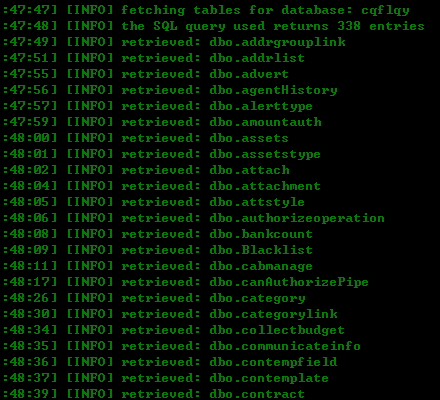 :47:47] [INFO] fetching tables for database: cqflqy
:47:48] [INFO] the SQL query used returns 338 entries
:47:49] [INFO] retrieved: dbo.addrgrouplink
:47:51] [INFO] retrieved: dbo.addrlist
:47:55] [INFO] retrieved: dbo.advert
:47:56] [INFO] retrieved: dbo.agentHistory
:47:57] [INFO] retrieved: dbo.alerttype
:47:59] [INFO] retrieved: dbo.amountauth
:48:00] [INFO] retrieved: dbo.assets
:48:01] [INFO] retrieved: dbo.assetstype
:48:02] [INFO] retrieved: dbo.attach
:48:04] [INFO] retrieved: dbo.attachment
:48:05] [INFO] retrieved: dbo.attstyle
:48:06] [INFO] retrieved: dbo.authorizeoperation
:48:08] [INFO] retrieved: dbo.bankcount
:48:09] [INFO] retrieved: dbo.Blacklist
:48:11] [INFO] retrieved: dbo.cabmanage
:48:17] [INFO] retrieved: dbo.canAuthorizePipe
:48:26] [INFO] retrieved: dbo.category
:48:30] [INFO] retrieved: dbo.categorylink
:48:34] [INFO] retrieved: dbo.collectbudget
:48:35] [INFO] retrieved: dbo.communicateinfo
:48:36] [INFO] retrieved: dbo.contempfield
:48:37] [INFO] retrieved: dbo.contemplate
:48:39] [INFO] retrieved: dbo.contract